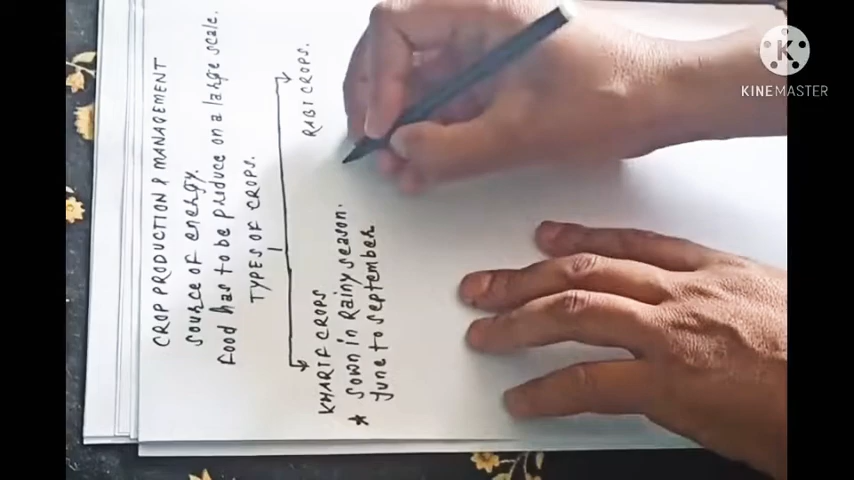 CROP PRODUCTION & MANAGEMENT
source of energy.
Food has to be produce on a large scale.
TYPES OF CROPS.
KHARIF CROPS
RABI CROPS.
* Sown in Rainy season.
June to September
KINEMASTER